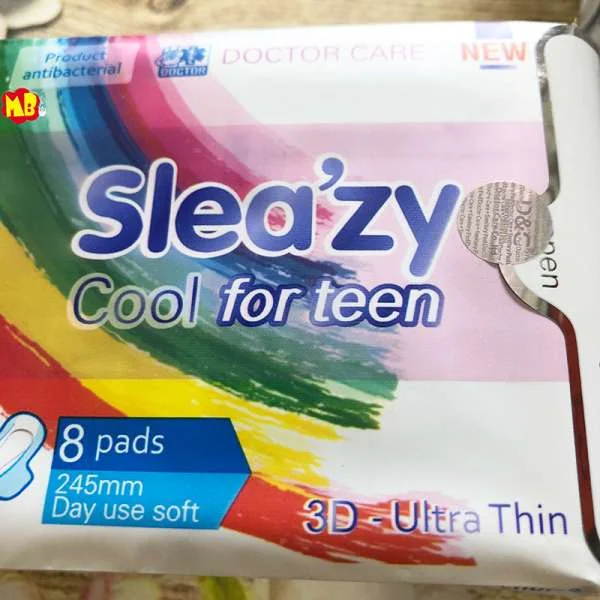 Product
antibacterial
DOCTOR
DOCTOR CARE
NEW
MB
Slea'zy
D&G
Cool for teen
8 pads
245mm
Day use soft
3D - Ultra Thin